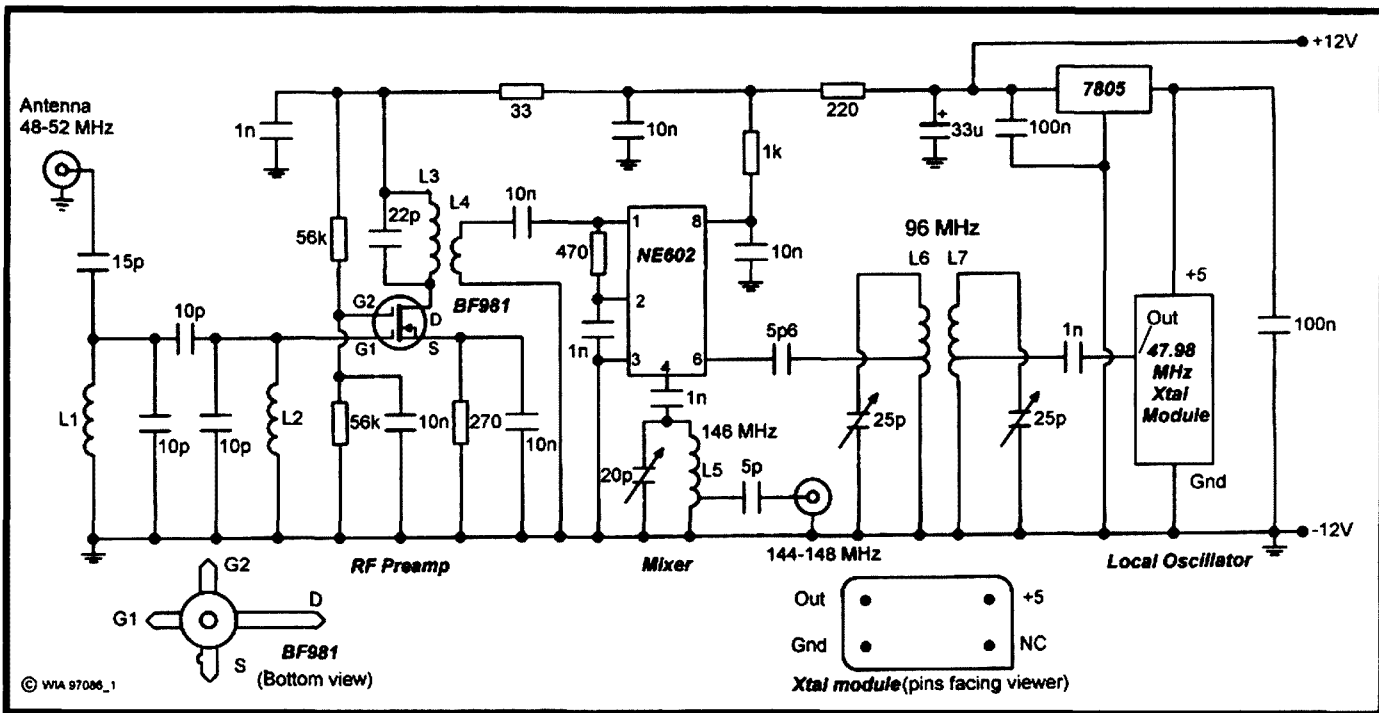 +12V
7805
33
220
Antenna
48-52 MHz
1n
10n
33u
+
100n
1k
L3
L4
10n
22p
56k
15p
1
8
NE602
470
10n
96 MHz
L6
L7
+5
BF981
G2
D
G1
S
2
10p
5p6
1n
Out
47.98
MHz
Xtal
Module
100n
1n
3
6
4
1n
L1
10p
10p
L2
56k
10n
270
10n
146 MHz
20p
L5
5p
25p
25p
Gnd
-12V
RF Preamp
Mixer
144-148 MHz
Local Oscillator
G2
D
G1
S
BF981
(Bottom view)
Out
+5
Gnd
NC
Xtal module(pins facing viewer)
© WIA 97086_1